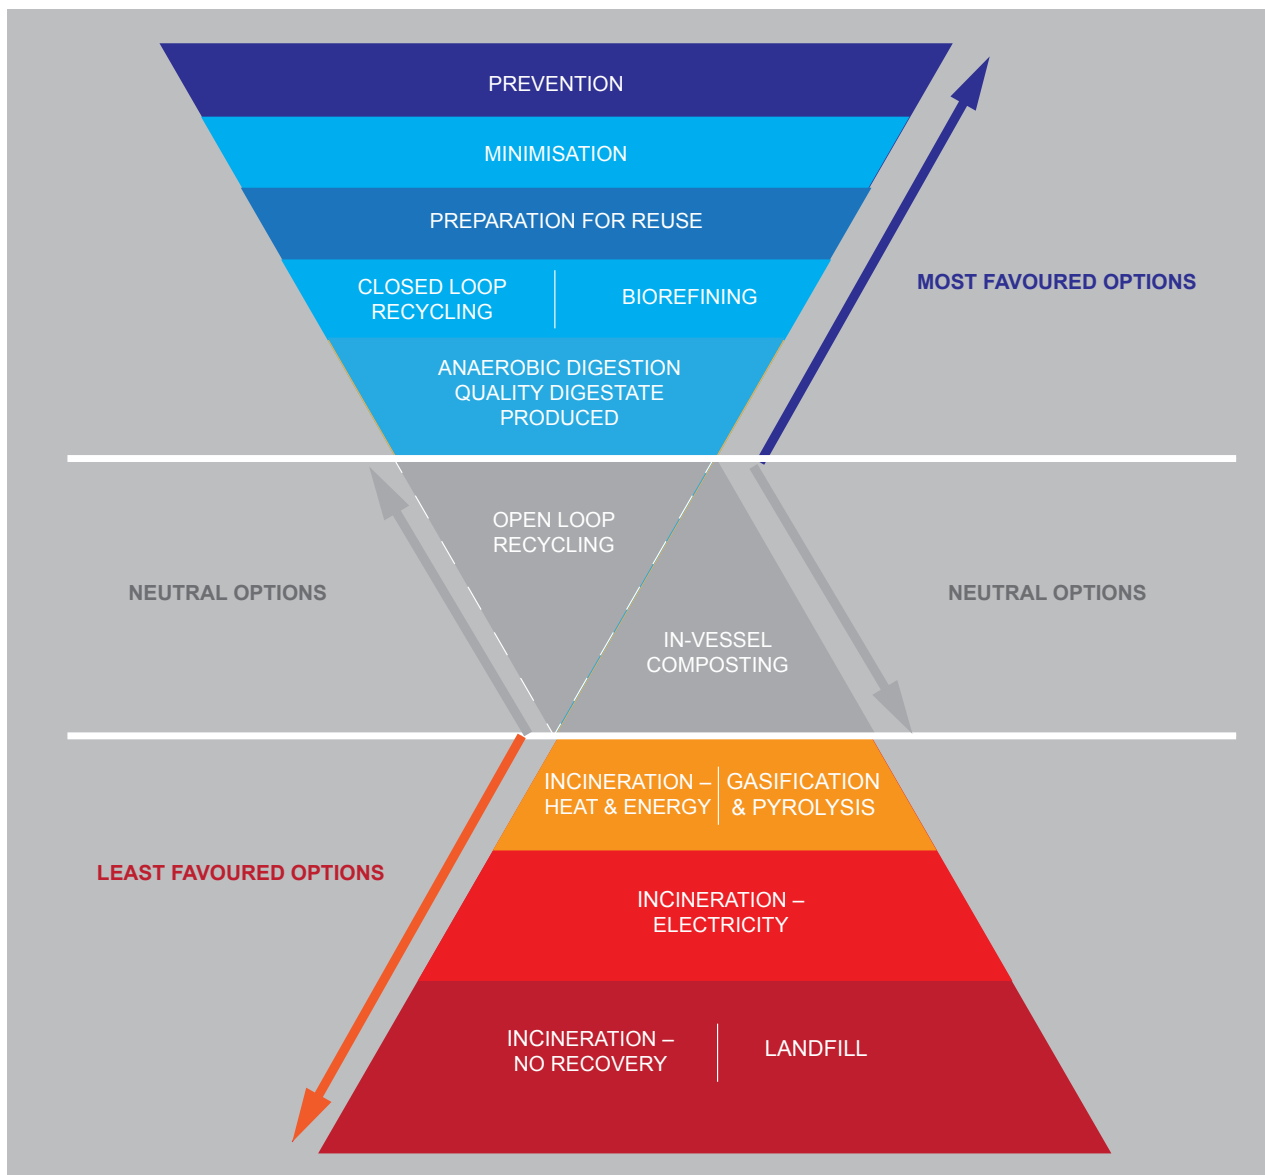 PREVENTION
MINIMISATION
PREPARATION FOR REUSE
CLOSED LOOP
RECYCLING
BIOREFINING
MOST FAVOURED OPTIONS
ANAEROBIC DIGESTION
QUALITY DIGESTATE
PRODUCED
OPEN LOOP
RECYCLING
NEUTRAL OPTIONS
NEUTRAL OPTIONS
IN-VESSEL
COMPOSTING
INCINERATION –
HEAT & ENERGY
GASIFICATION
& PYROLYSIS
LEAST FAVOURED OPTIONS
INCINERATION –
ELECTRICITY
INCINERATION –
NO RECOVERY
LANDFILL